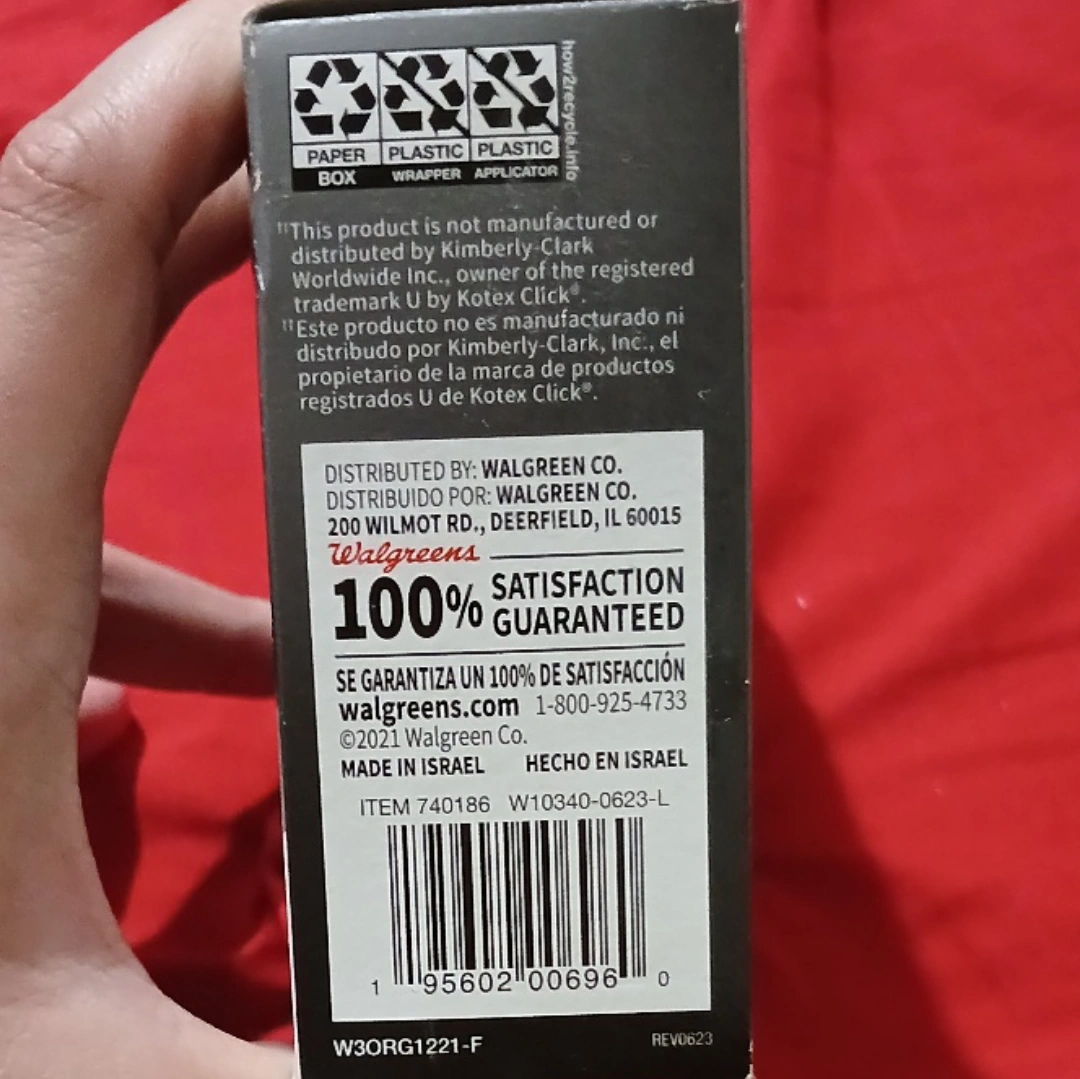 PAPER PLASTIC PLASTIC
BOX WRAPPER APPLICATOR
how2recycle.info
††This product is not manufactured or
distributed by Kimberly-Clark
Worldwide Inc., owner of the registered
trademark U by Kotex Click®.
††Este producto no es manufacturado ni
distribudo por Kimberly-Clark, Inc., el
propietario de la marca de productos
registrados U de Kotex Click®.
DISTRIBUTED BY: WALGREEN CO.
DISTRIBUIDO POR: WALGREEN CO.
200 WILMOT RD., DEERFIELD, IL 60015
Walgreens
100% SATISFACTION
GUARANTEED
SE GARANTIZA UN 100% DE SATISFACCIÓN
walgreens.com 1-800-925-4733
©2021 Walgreen Co.
MADE IN ISRAEL HECHO EN ISRAEL
ITEM 740186 W10340-0623-L
1 95602 00696 0
W3ORG1221-F REV0623